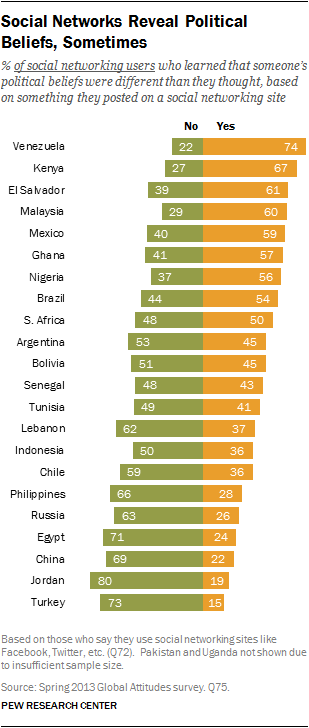 Social Networks Reveal Political
Beliefs, Sometimes
% of social networking users who learned that someone's
political beliefs were different than they thought, based
on something they posted on a social networking site
No Yes
Venezuela 22 74
Kenya 27 67
El Salvador 39 61
Malaysia 29 60
Mexico 40 59
Ghana 41 57
Nigeria 37 56
Brazil 44 54
S. Africa 48 50
Argentina 53 45
Bolivia 51 45
Senegal 48 43
Tunisia 49 41
Lebanon 62 37
Indonesia 50 36
Chile 59 36
Philippines 66 28
Russia 63 26
Egypt 71 24
China 69 22
Jordan 80 19
Turkey 73 15
Based on those who say they use social networking sites like
Facebook, Twitter, etc. (Q72). Pakistan and Uganda not shown due
to insufficient sample size.
Source: Spring 2013 Global Attitudes survey. Q75.
PEW RESEARCH CENTER